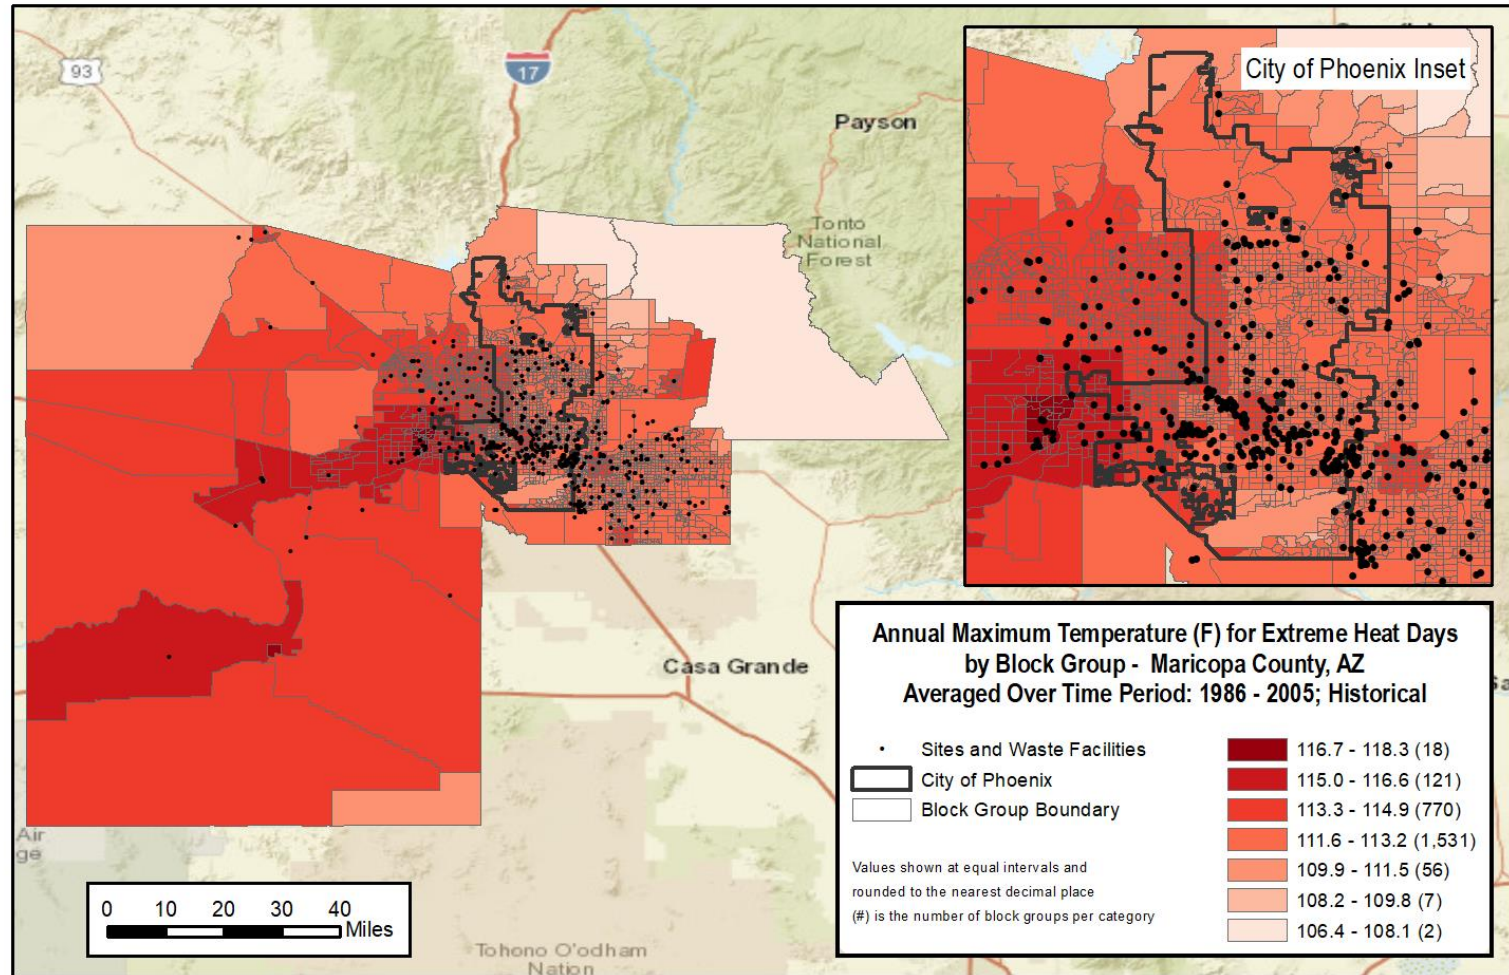 93
17
Payson
Tonto
National
Forest
Casa Grande
Air
ge
Tohono O'odham
Nation
0 10 20 30 40
Miles
City of Phoenix Inset
Annual Maximum Temperature (F) for Extreme Heat Days
by Block Group - Maricopa County, AZ
Averaged Over Time Period: 1986 - 2005; Historical
Sites and Waste Facilities
City of Phoenix
Block Group Boundary
Values shown at equal intervals and
rounded to the nearest decimal place
(#) is the number of block groups per category
116.7 - 118.3 (18)
115.0 - 116.6 (121)
113.3 - 114.9 (770)
111.6 - 113.2 (1,531)
109.9 - 111.5 (56)
108.2 - 109.8 (7)
106.4 - 108.1 (2)
Sa